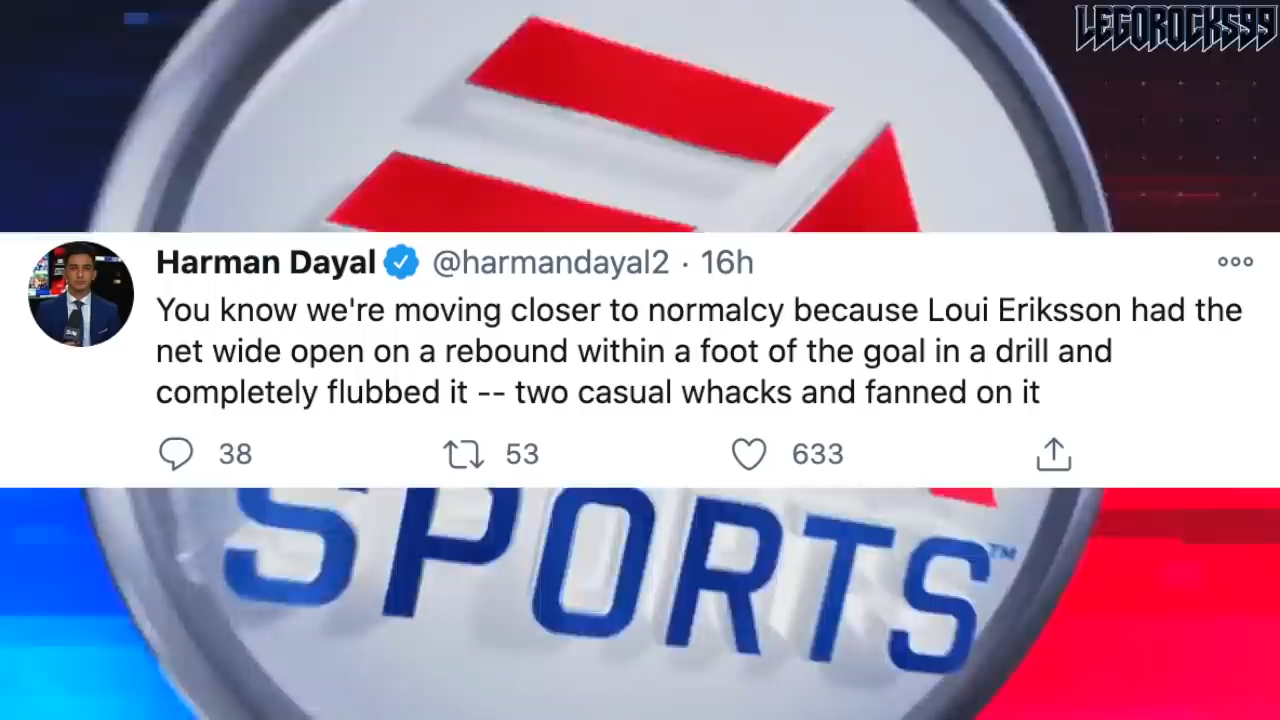 LEGOROCKS99
Harman Dayal @harmandayal2 · 16h
You know we're moving closer to normalcy because Loui Eriksson had the
net wide open on a rebound within a foot of the goal in a drill and
completely flubbed it -- two casual whacks and fanned on it
38 53 633
SPORTS™